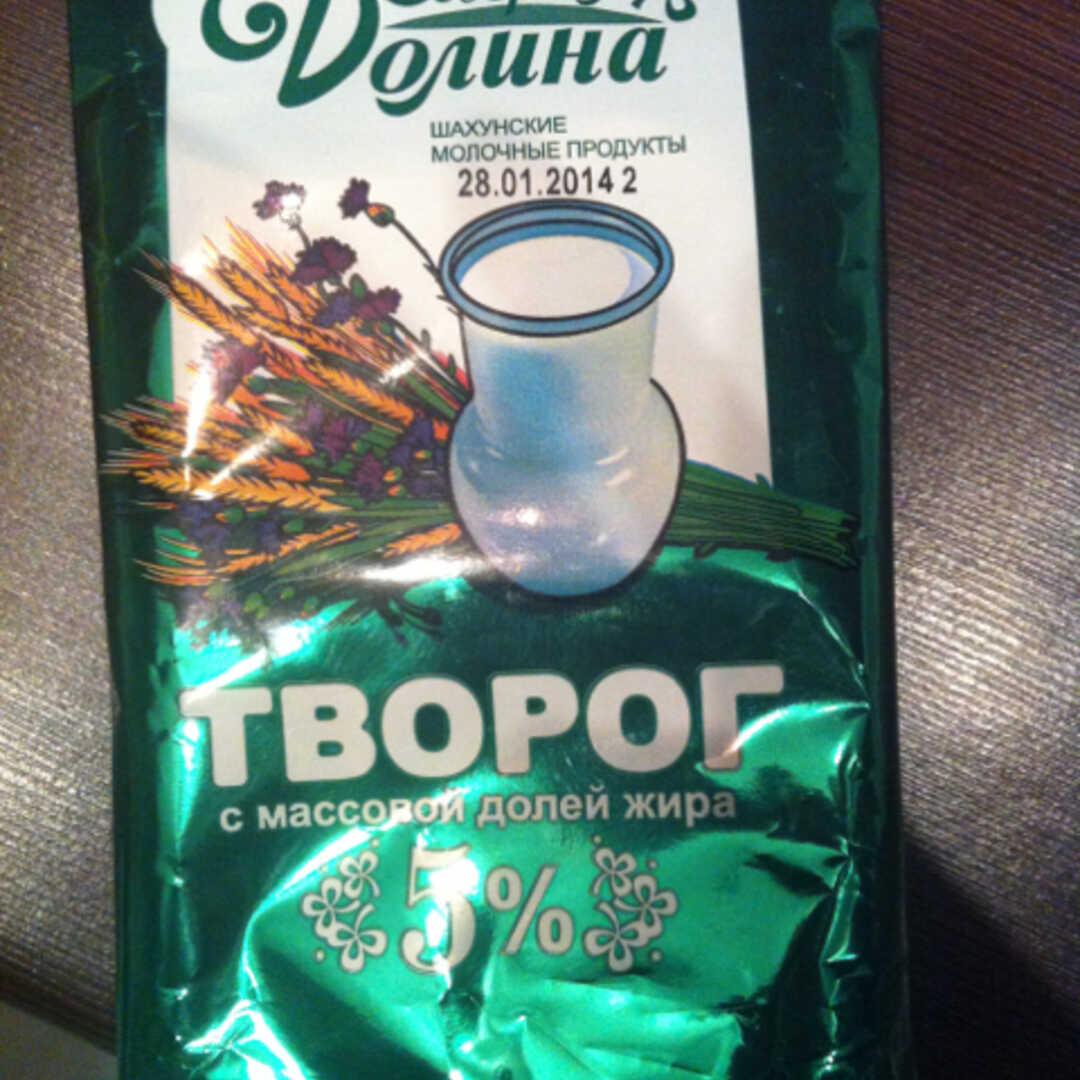 Долина
ШАХУНСКИЕ
МОЛОЧНЫЕ ПРОДУКТЫ
28.01.2014 2
ТВОРОГ
с массовой долей жира
5%